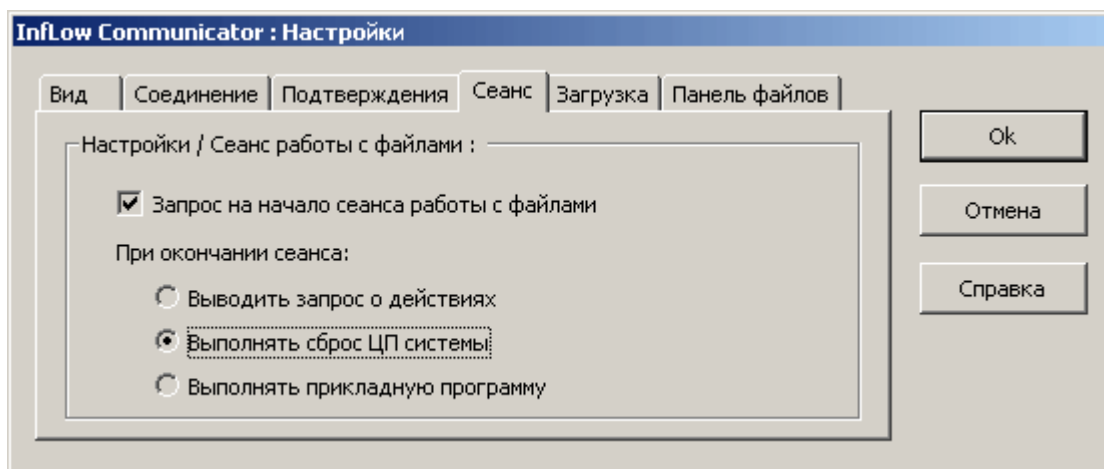 InfLow Communicator : Настройки
Вид Соединение Подтверждения Сеанс Загрузка Панель файлов
Настройки / Сеанс работы с файлами :
Ok
Запрос на начало сеанса работы с файлами
Отмена
При окончании сеанса:
Выводить запрос о действиях
Справка
Выполнять сброс ЦП системы
Выполнять прикладную программу